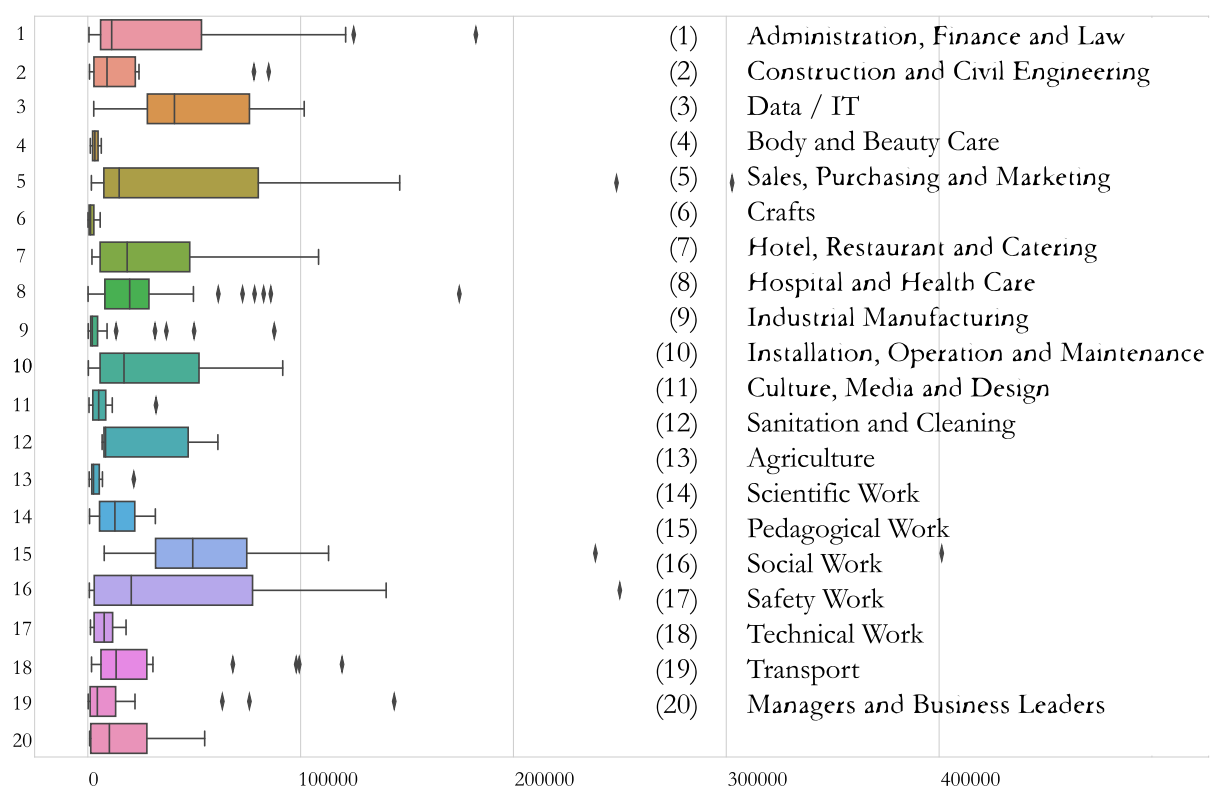 1 (1) Administration, Finance and Law
2 (2) Construction and Civil Engineering
3 (3) Data / IT
4 (4) Body and Beauty Care
5 (5) Sales, Purchasing and Marketing
6 (6) Crafts
7 (7) Hotel, Restaurant and Catering
8 (8) Hospital and Health Care
9 (9) Industrial Manufacturing
10 (10) Installation, Operation and Maintenance
11 (11) Culture, Media and Design
12 (12) Sanitation and Cleaning
13 (13) Agriculture
14 (14) Scientific Work
15 (15) Pedagogical Work
16 (16) Social Work
17 (17) Safety Work
18 (18) Technical Work
19 (19) Transport
20 (20) Managers and Business Leaders
0 100000 200000 300000 400000